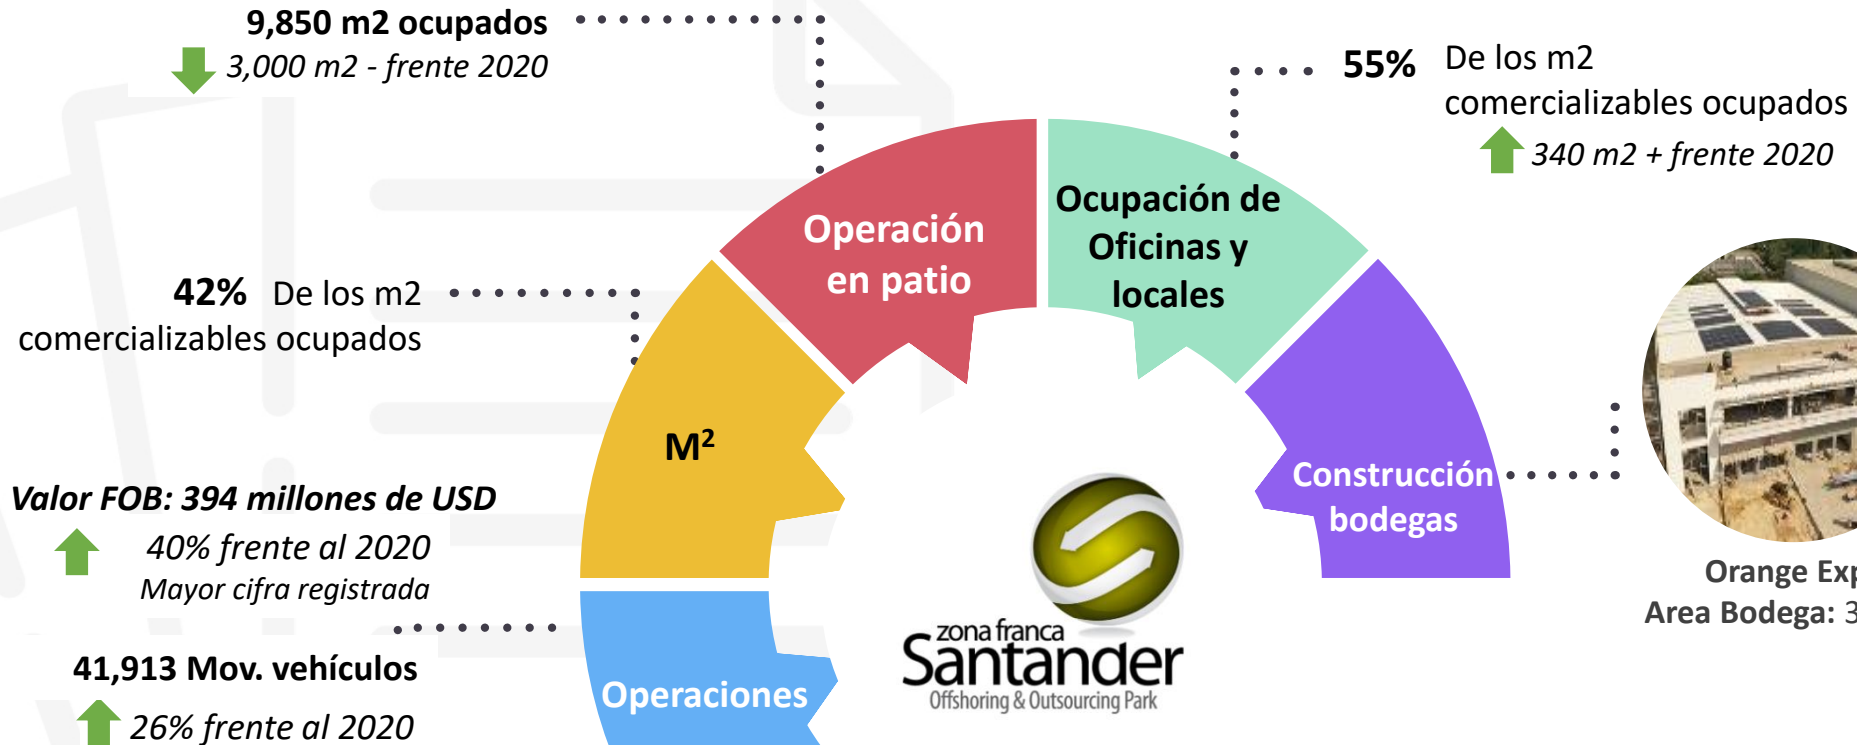 9,850 m2 ocupados
3,000 m2 - frente 2020
55% De los m2
comercializables ocupados
340 m2 + frente 2020
Operación
en patio
Ocupación de
Oficinas y
locales
42% De los m2
comercializables ocupados
M²
Construcción
bodegas
Valor FOB: 394 millones de USD
40% frente al 2020
Mayor cifra registrada
Orange
Area Bodega:
41,913 Mov. vehículos
26% frente al 2020
Operaciones
zona franca
Santander
Offshoring & Outsourcing Park